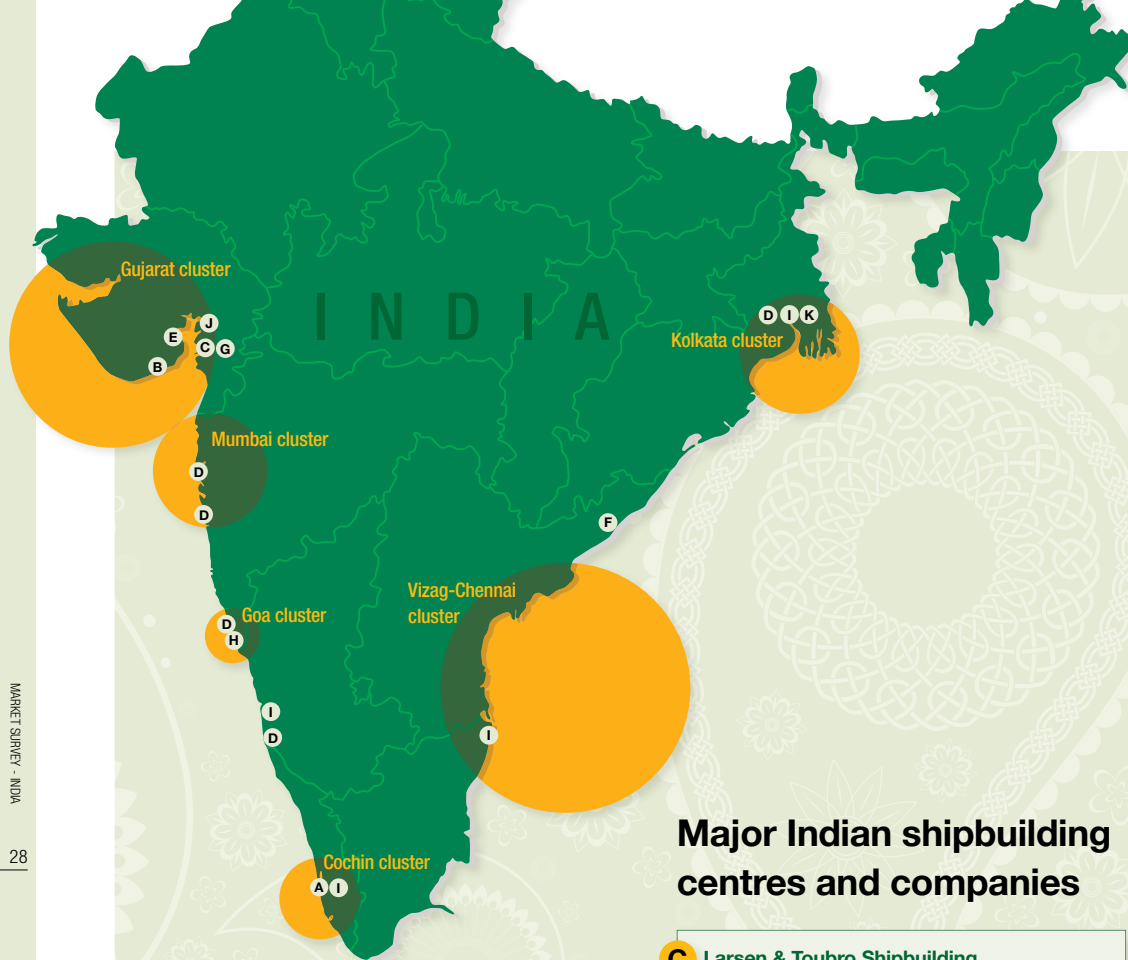 INDIA
Gujarat cluster
J
E
C G
B
Kolkata cluster
D I K
Mumbai cluster
D
D
F
Vizag-Chennai
cluster
Goa cluster
D
H
I
D
I
Cochin cluster
A I
MARKET SURVEY - INDIA
28
Major Indian shipbuilding
centres and companies
C Larsen & Toubro Shipbuilding